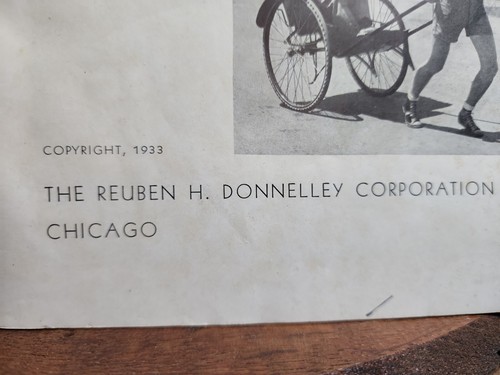 COPYRIGHT, 1933
THE REUBEN H. DONNELLEY CORPORATION
CHICAGO